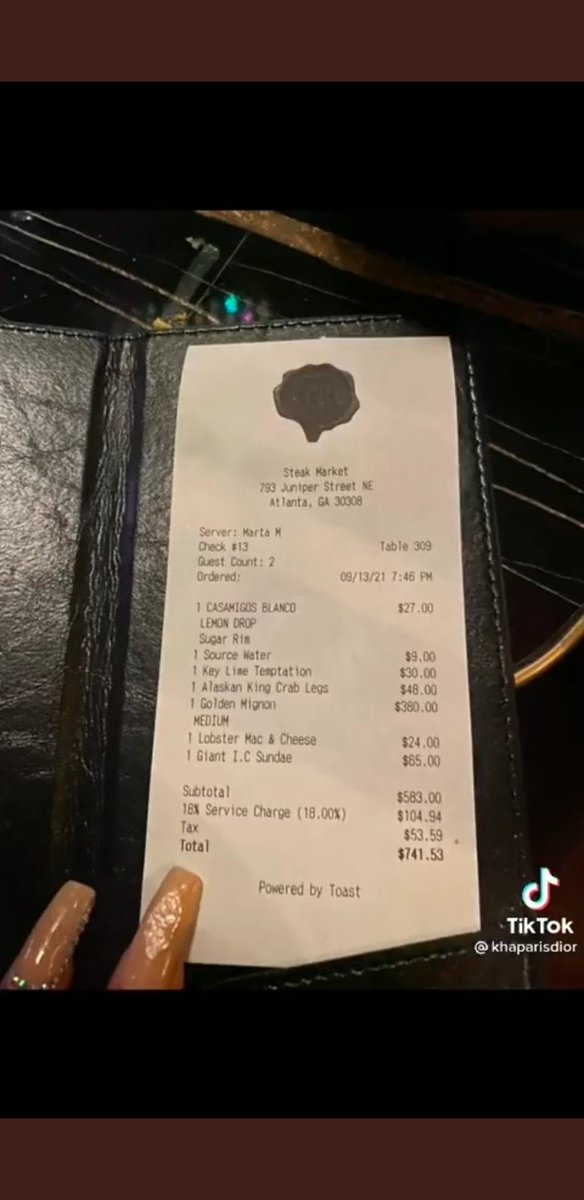 Steak Market
793 Juniper Street NE
Atlanta, GA 30308
Server: Marta M
Check #13 Table 309
Guest Count: 2
Ordered: 09/13/21 7:46 PM
1 CASAMIGOS BLANCO $27.00
LEMON DROP
Sugar Rim
1 Source Water $9.00
1 Key Lime Temptation $30.00
1 Alaskan King Crab Legs $48.00
1 Golden Mignon $380.00
MEDIUM
1 Lobster Mac & Cheese $24.00
1 Giant I.C Sundae $65.00
Subtotal $583.00
18% Service Charge (18.00%) $104.94
Tax $53.59
Total $741.53
Powered by Toast
TikTok
@khaparisdior